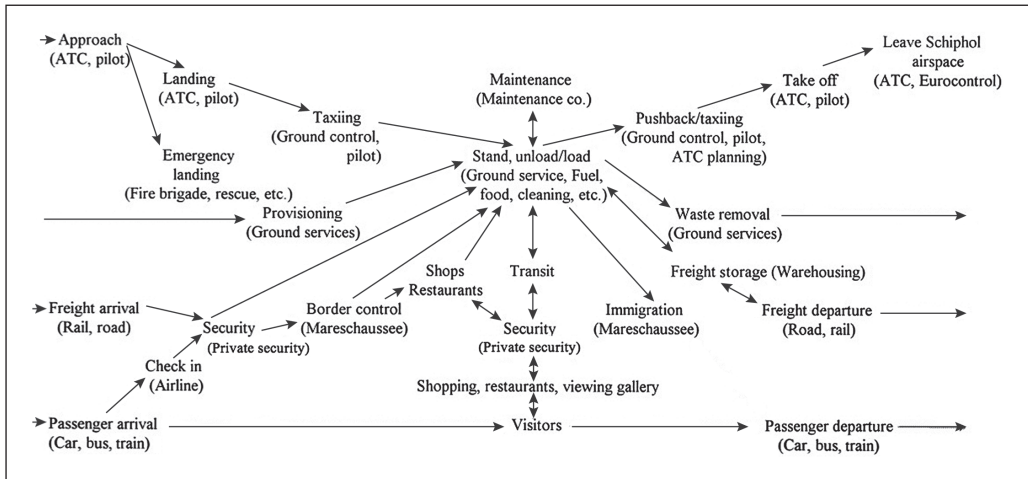 Approach
(ATC, pilot)
Landing
(ATC, pilot)
Taxiing
(Ground control,
pilot)
Emergency
landing
(Fire brigade, rescue, etc.)
Maintenance
(Maintenance co.)
Stand, unload/load
(Ground service, Fuel,
food, cleaning, etc.)
Pushback/taxiing
(Ground control, pilot,
ATC planning)
Take off
(ATC, pilot)
Leave Schiphol
airspace
(ATC, Eurocontrol)
Provisioning
(Ground services)
Waste removal
(Ground services)
Freight storage (Warehousing)
Freight arrival
(Rail, road)
Security
(Private security)
Border control
(Mareschaussee)
Shops
Restaurants
Transit
Security
(Private security)
Immigration
(Mareschaussee)
Freight departure
(Road, rail)
Check in
(Airline)
Shopping, restaurants, viewing gallery
Passenger arrival
(Car, bus, train)
Visitors
Passenger departure
(Car, bus, train)